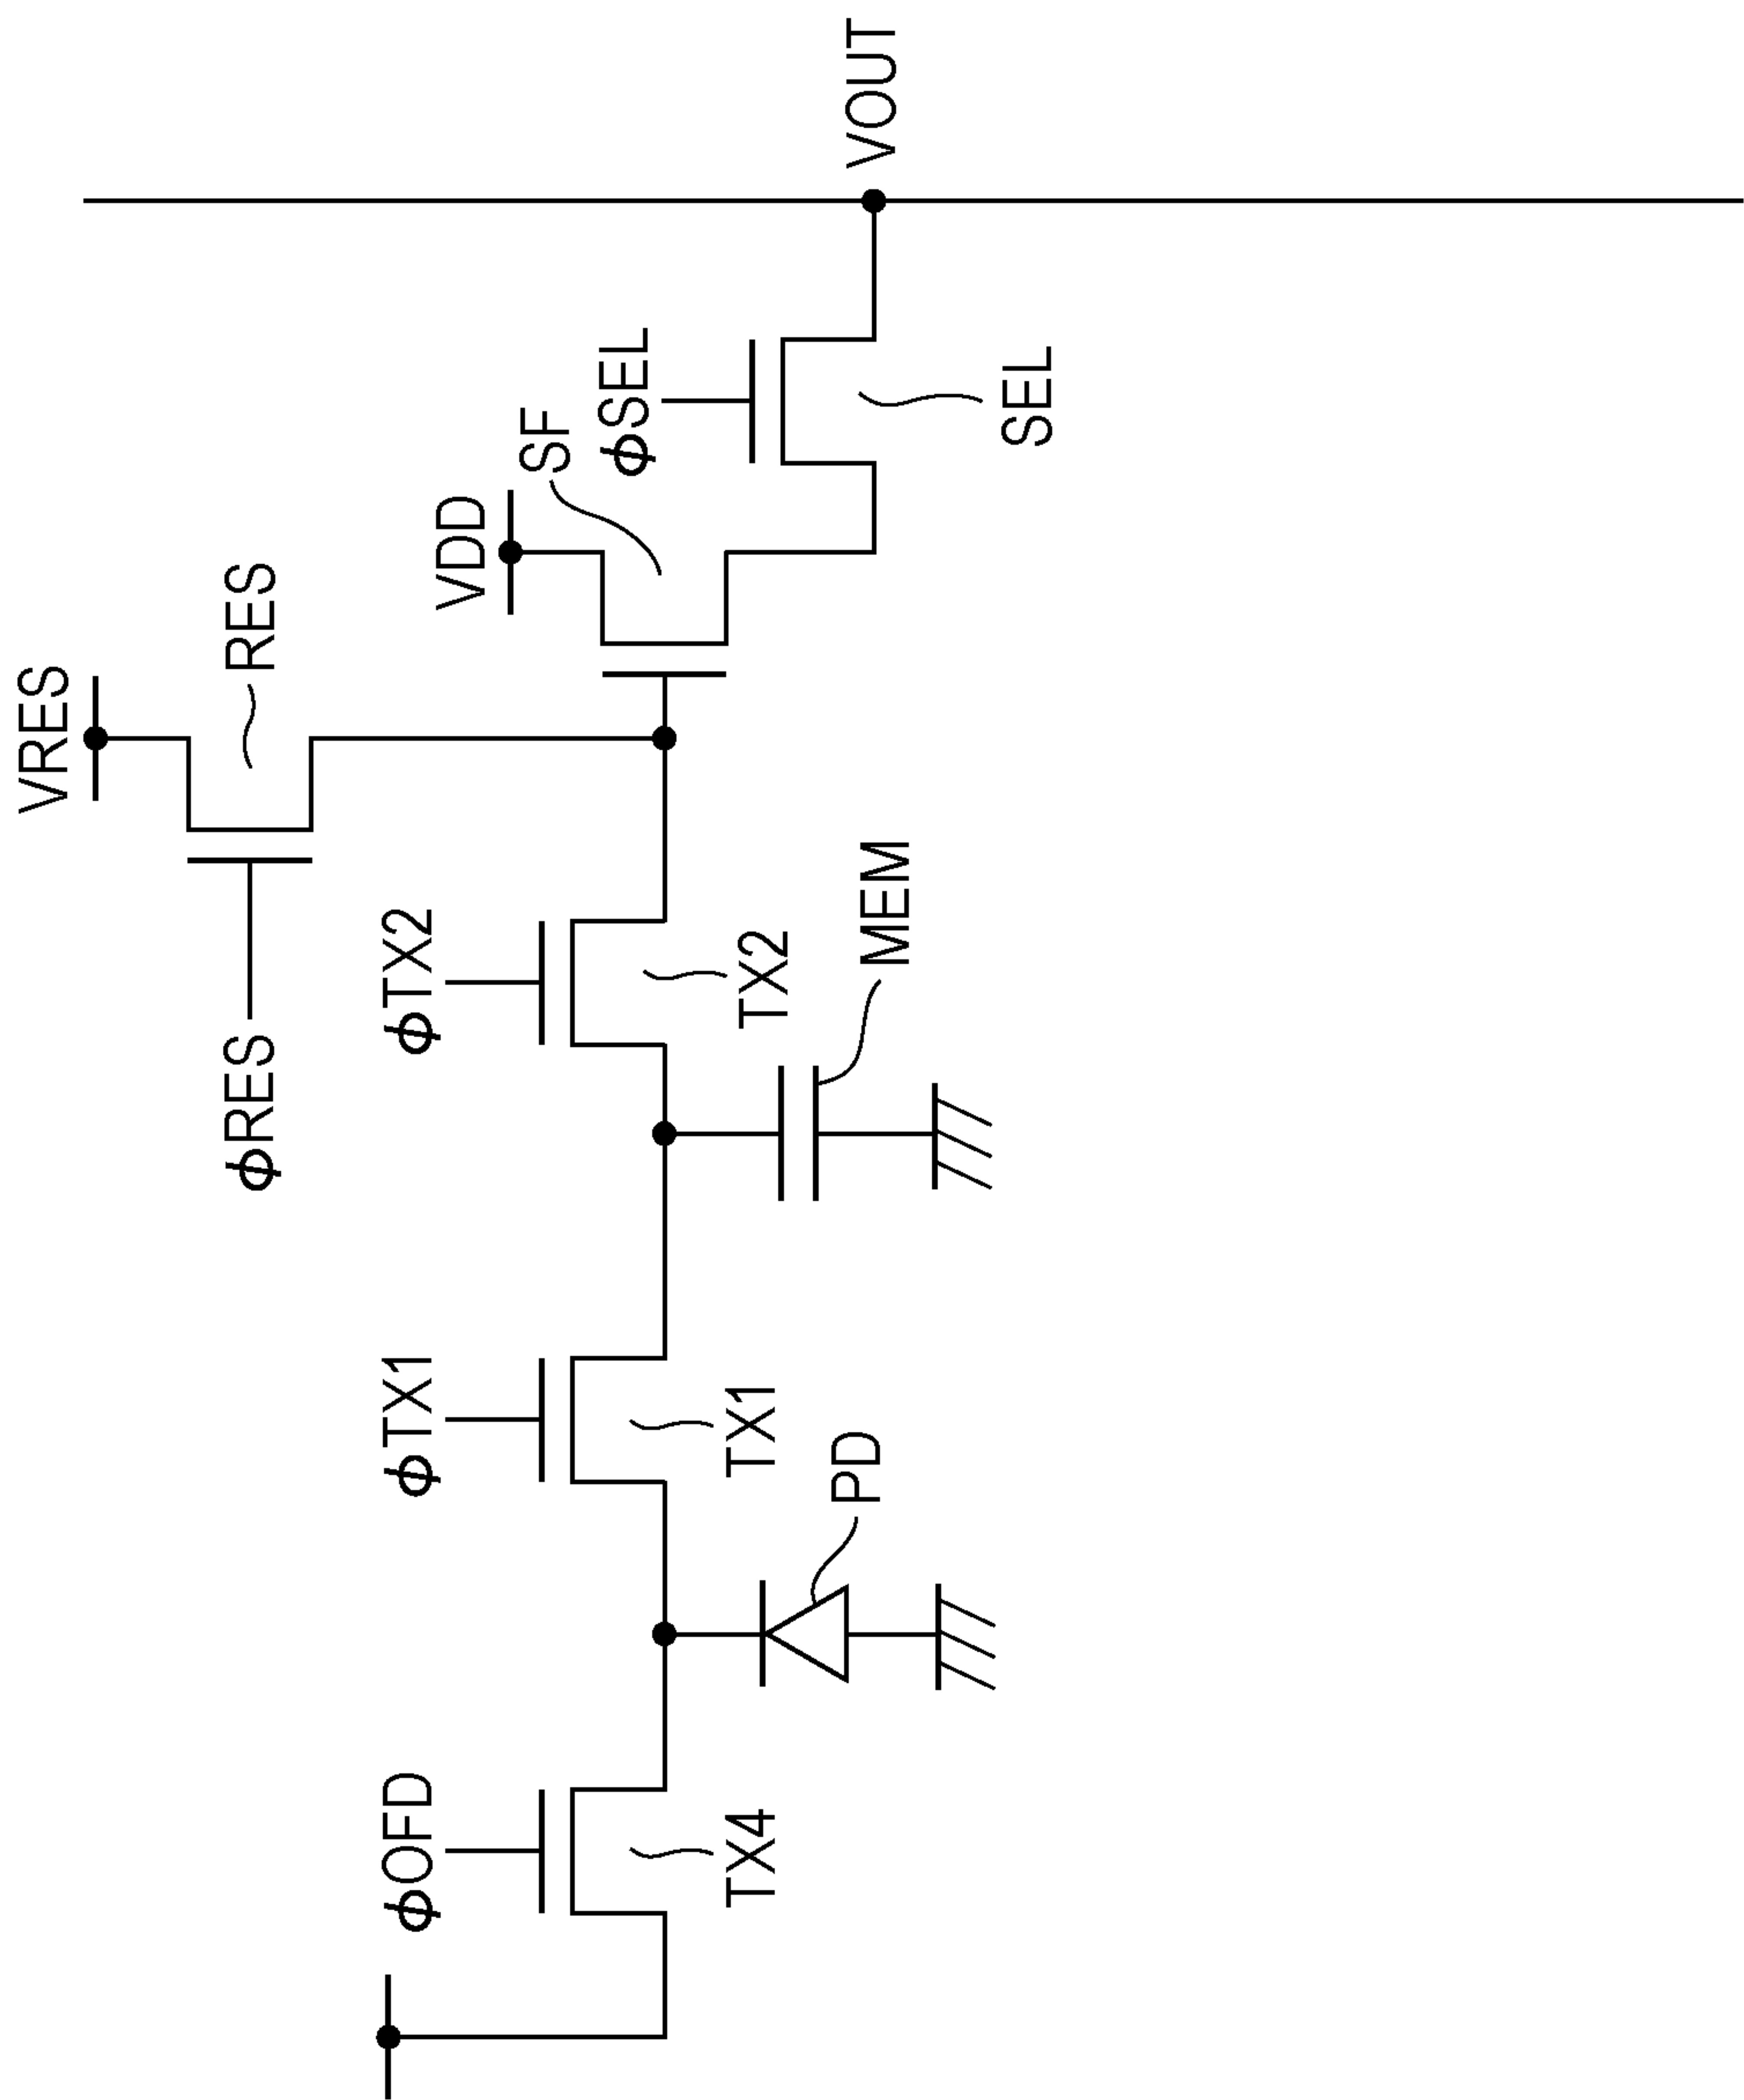 VRES
RES
ϕRES
VDD
SF
ϕSEL
SEL
VOUT
ϕOFD
ϕTX1
ϕTX2
TX4
TX1
TX2
PD
MEM